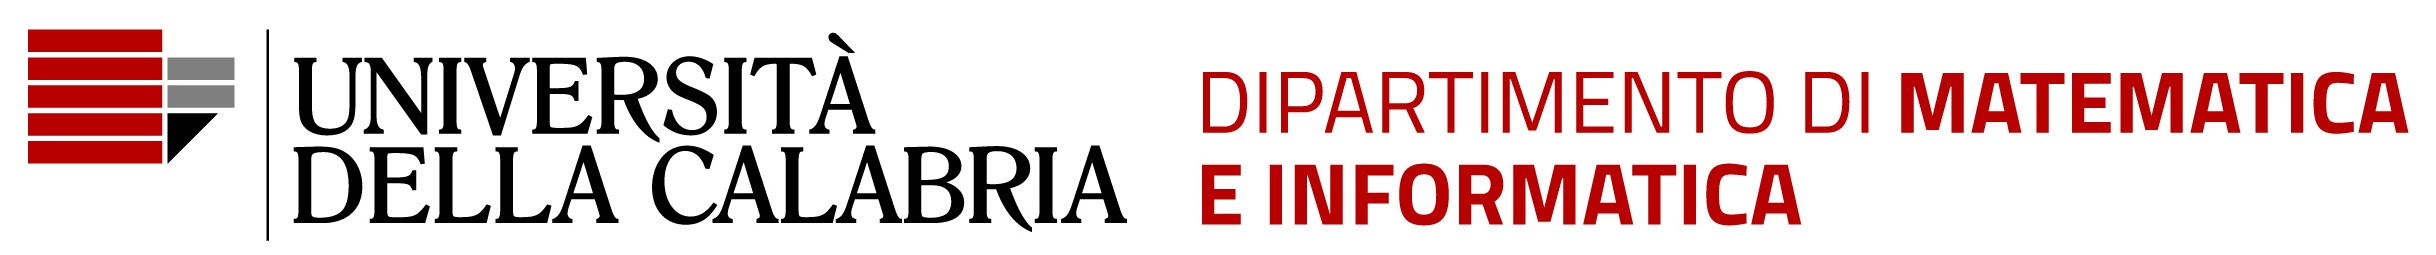 UNIVERSITÀ
DELLA CALABRIA
DIPARTIMENTO DI MATEMATICA
E INFORMATICA